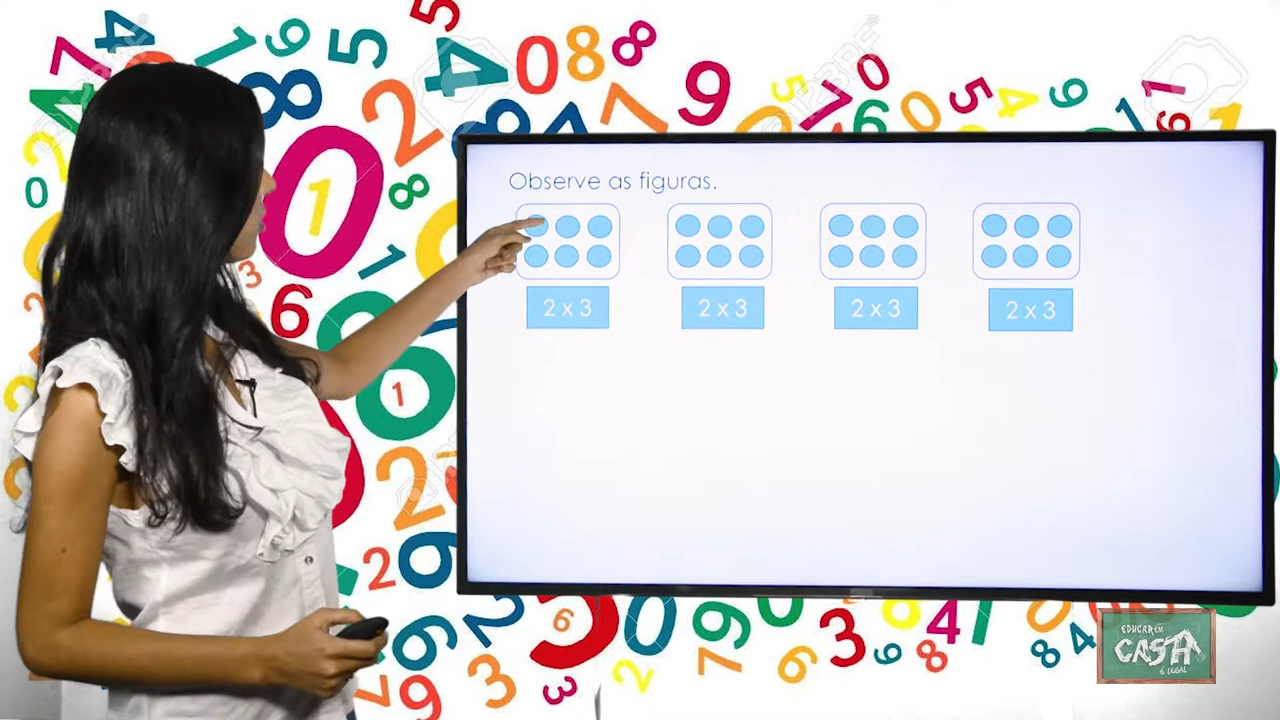 Observe as figuras.
2 x 3
2 x 3
2 x 3
2 x 3
EDUCAR EM
CASA
É LEGAL